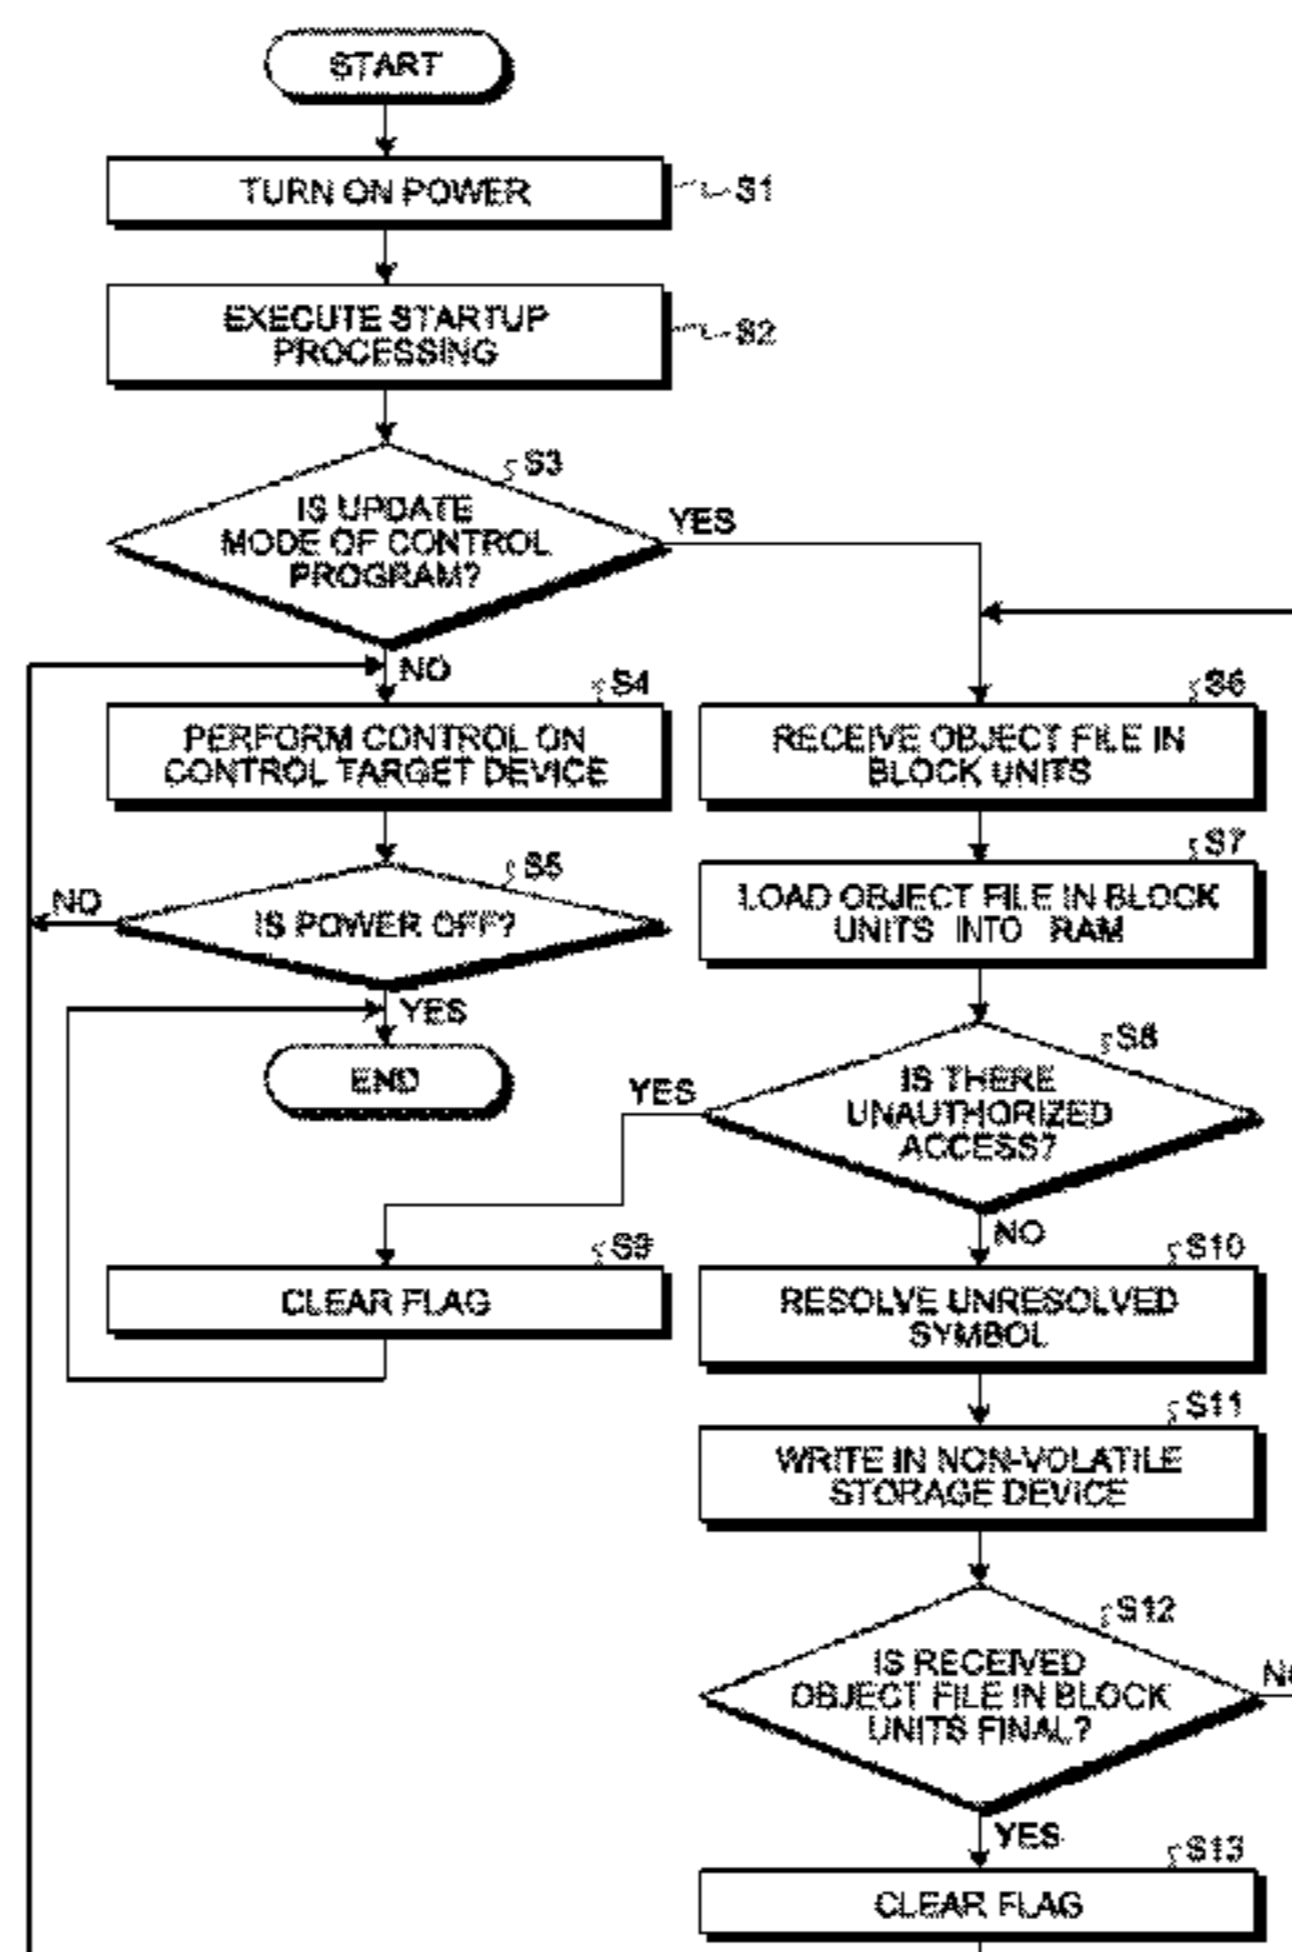 START
TURN ON POWER
S1
EXECUTE STARTUP
PROCESSING
S2
S3
IS UPDATE
MODE OF CONTROL
PROGRAM?
YES
NO
S4
PERFORM CONTROL ON
CONTROL TARGET DEVICE
S5
IS POWER OFF?
NO
YES
END
S6
RECEIVE OBJECT FILE IN
BLOCK UNITS
S7
LOAD OBJECT FILE IN BLOCK
UNITS INTO RAM
S8
IS THERE
UNAUTHORIZED
ACCESS?
YES
NO
S9
CLEAR FLAG
S10
RESOLVE UNRESOLVED
SYMBOL
S11
WRITE IN NON-VOLATILE
STORAGE DEVICE
S12
IS RECEIVED
OBJECT FILE IN BLOCK
UNITS FINAL?
YES
S13
CLEAR FLAG